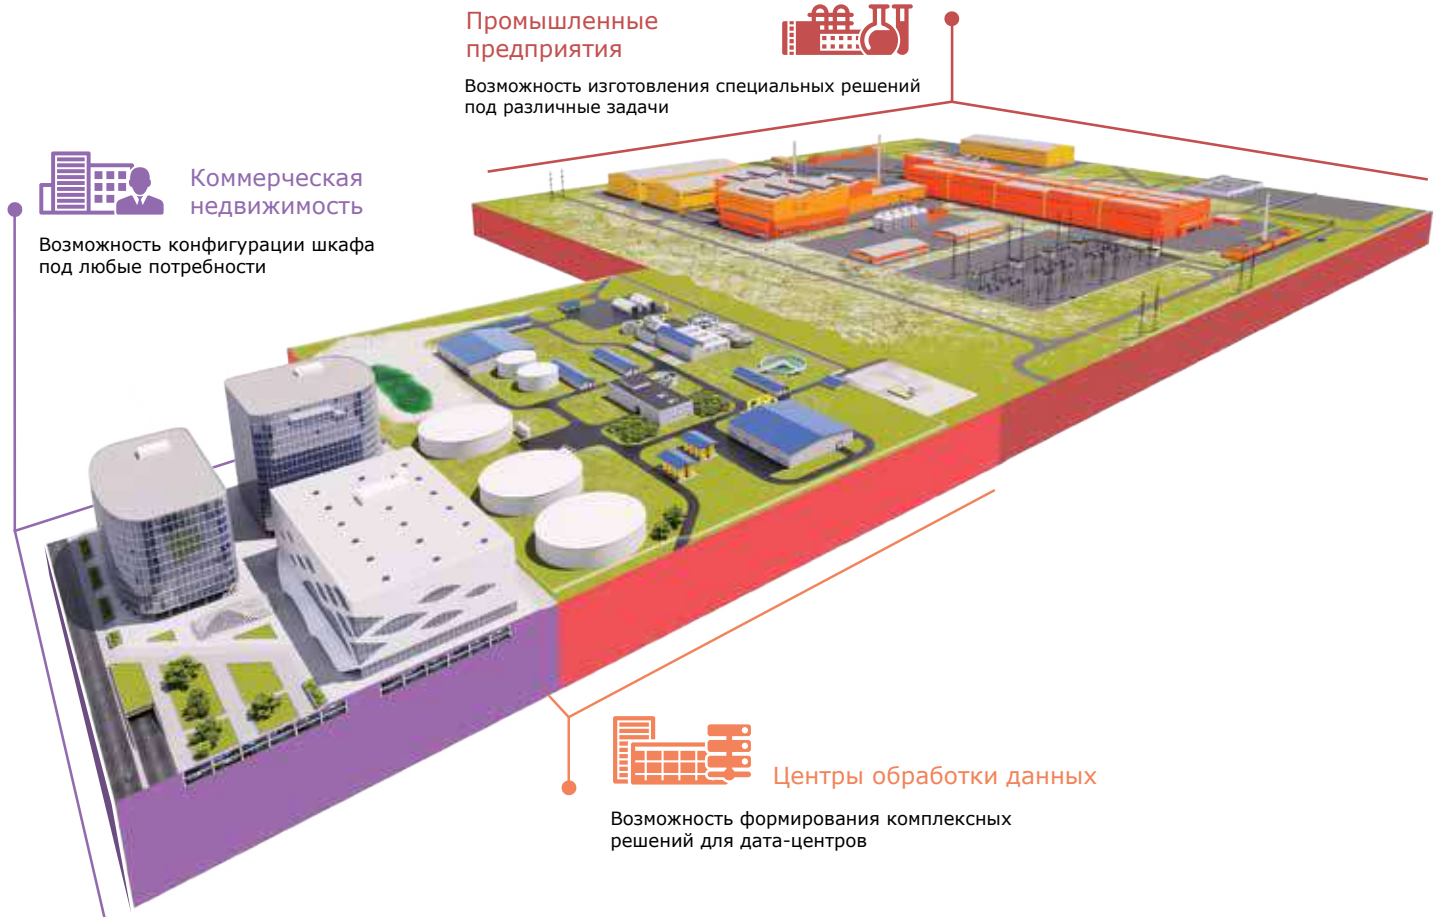 Промышленные
предприятия
Возможность изготовления специальных решений
под различные задачи
Коммерческая
недвижимость
Возможность конфигурации шкафа
под любые потребности
Центры обработки данных
Возможность формирования комплексных
решений для дата-центров